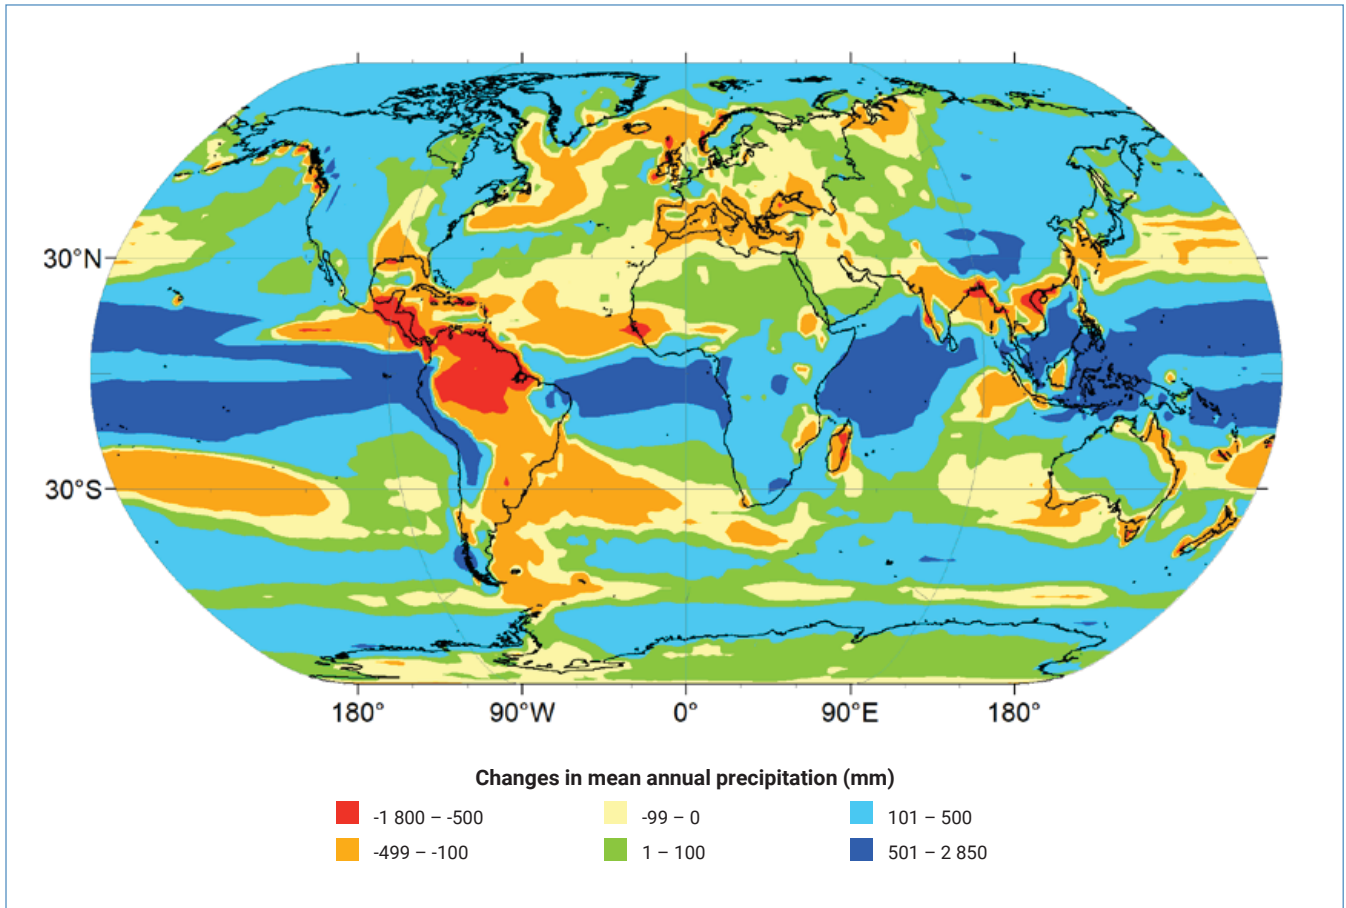 30°N
30°S
180° 90°W 0° 90°E 180°
Changes in mean annual precipitation (mm)
-1 800 – -500 -99 – 0 101 – 500
-499 – -100 1 – 100 501 – 2 850